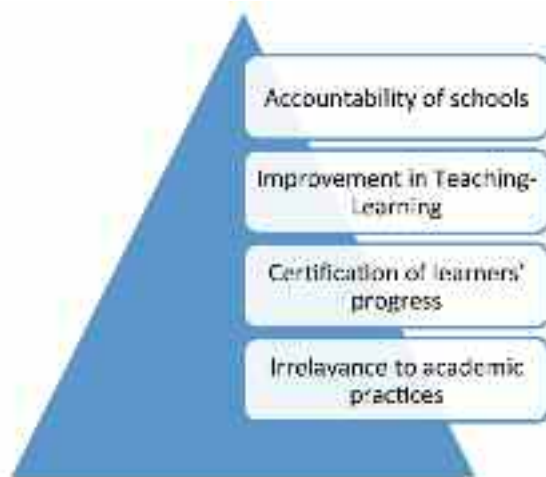 Accountability of schools
Improvement in Teaching-
Learning
Certification of learners'
progress
Irrelavance to academic
practices